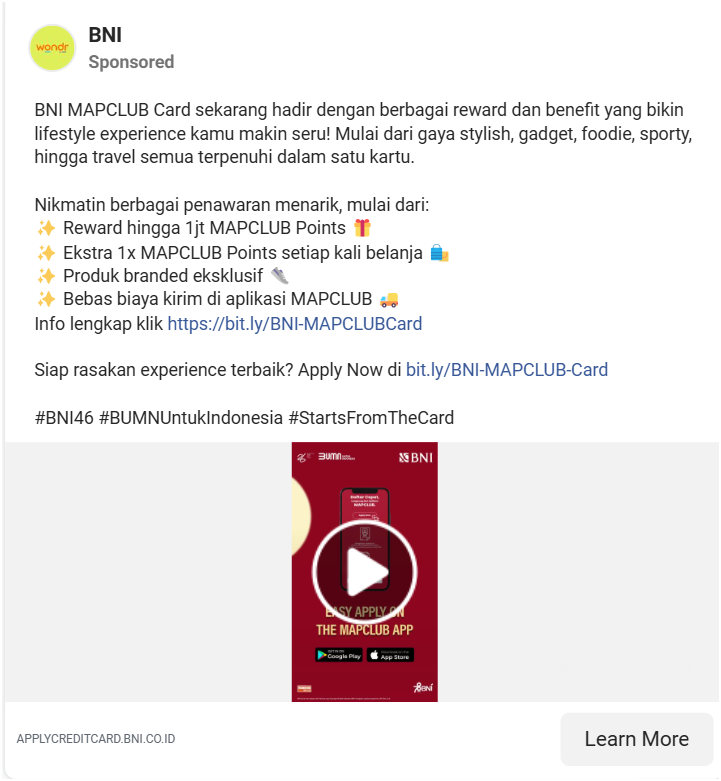 wondr
BNI
Sponsored
BNI MAPCLUB Card sekarang hadir dengan berbagai reward dan benefit yang bikin
lifestyle experience kamu makin seru! Mulai dari gaya stylish, gadget, foodie, sporty,
hingga travel semua terpenuhi dalam satu kartu.
Nikmatin berbagai penawaran menarik, mulai dari:
✨ Reward hingga 1jt MAPCLUB Points 🎁
✨ Ekstra 1x MAPCLUB Points setiap kali belanja 🛍️
✨ Produk branded eksklusif 👟
✨ Bebas biaya kirim di aplikasi MAPCLUB 🚚
Info lengkap klik https://bit.ly/BNI-MAPCLUBCard
Siap rasakan experience terbaik? Apply Now di bit.ly/BNI-MAPCLUB-Card
#BNI46 #BUMNUntukIndonesia #StartsFromTheCard
BUMN
BNI
Daftar Cepat,
MAPCLUB.
EASY APPLY ON
THE MAPCLUB APP
Google Play
App Store
BNI
APPLYCREDITCARD.BNI.CO.ID
Learn More